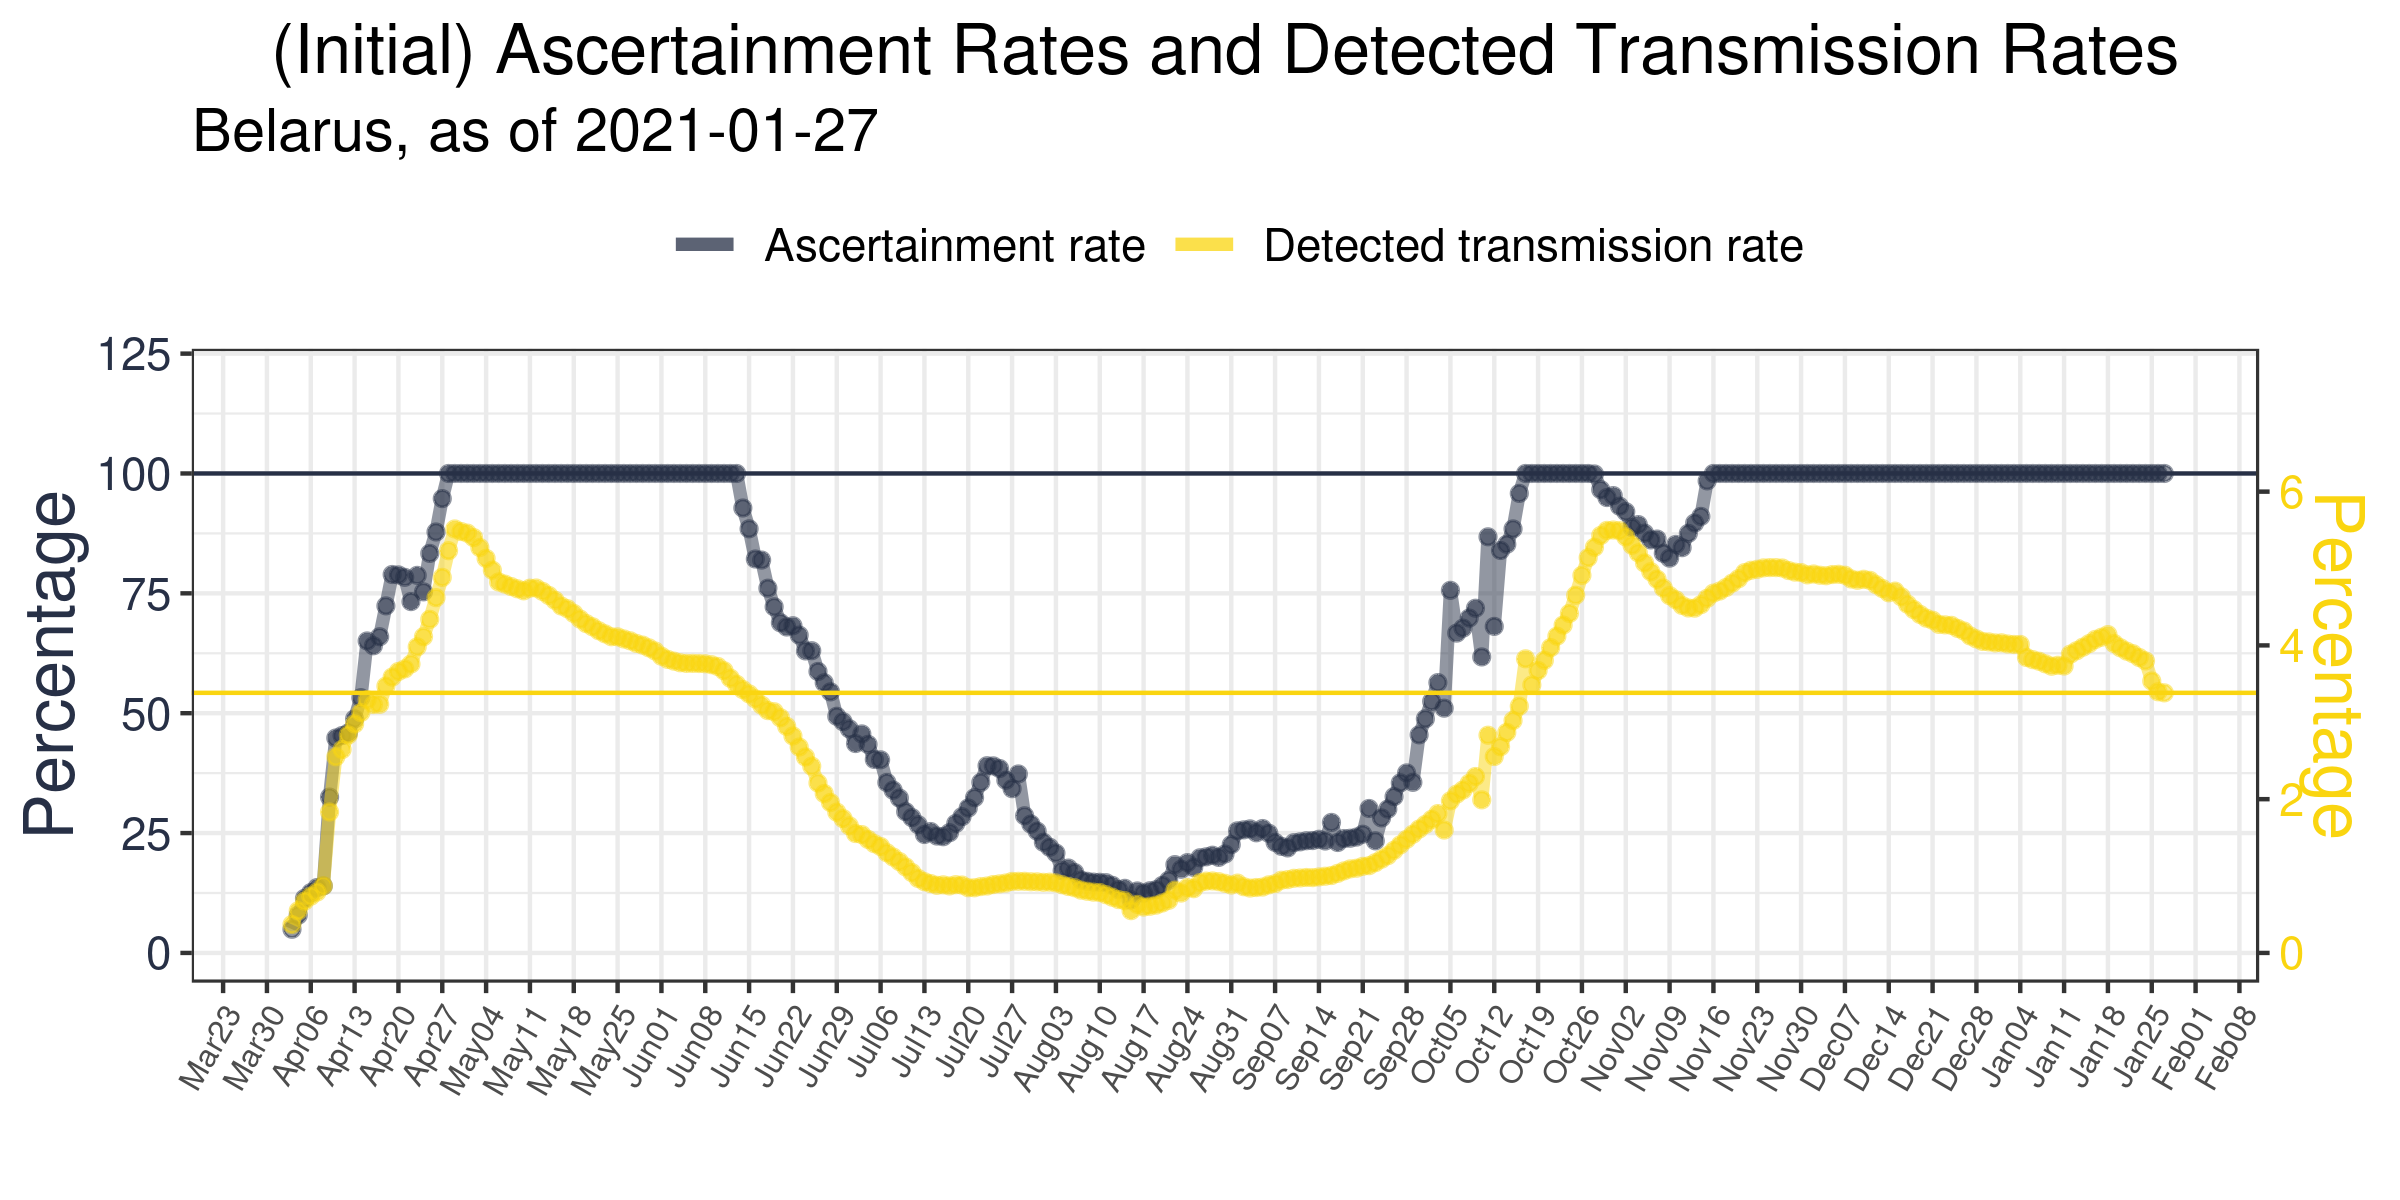 (Initial) Ascertainment Rates and Detected Transmission Rates
Belarus, as of 2021-01-27
Ascertainment rate
Detected transmission rate
Percentage
125
100
75
50
25
0
6
4
2
0
Percentage
Mar23
Mar30
Apr06
Apr13
Apr20
Apr27
May04
May11
May18
May25
Jun01
Jun08
Jun15
Jun22
Jun29
Jul06
Jul13
Jul20
Jul27
Aug03
Aug10
Aug17
Aug24
Aug31
Sep07
Sep14
Sep21
Sep28
Oct05
Oct12
Oct19
Oct26
Nov02
Nov09
Nov16
Nov23
Nov30
Dec07
Dec14
Dec21
Dec28
Jan04
Jan11
Jan18
Jan25
Feb01
Feb08